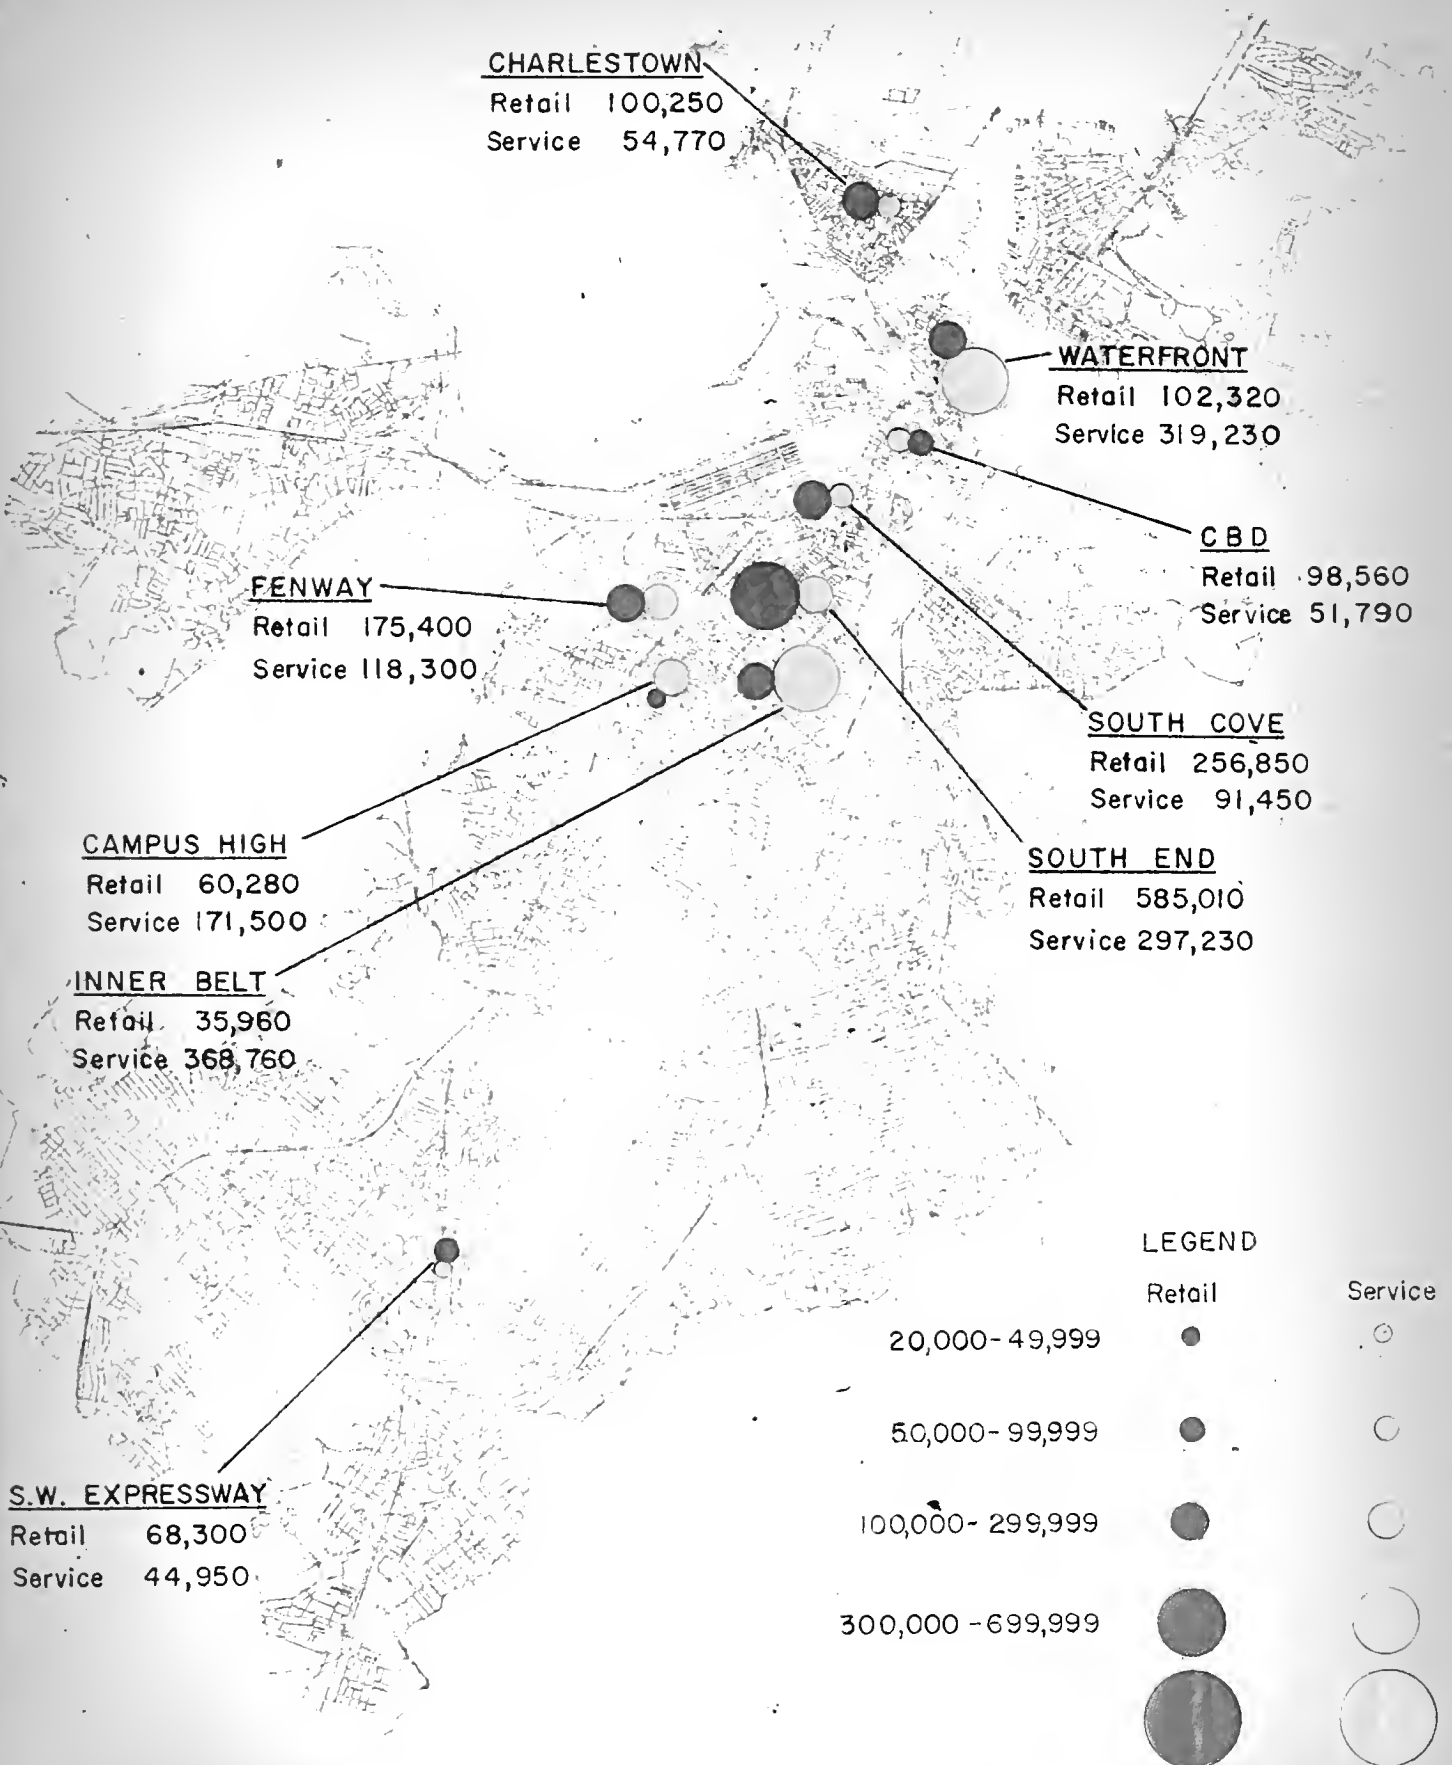 CHARLESTOWN
Retail 100,250
Service 54,770
WATERFRONT
Retail 102,320
Service 319,230
CBD
Retail 98,560
Service 51,790
FENWAY
Retail 175,400
Service 118,300
SOUTH COVE
Retail 256,850
Service 91,450
CAMPUS HIGH
Retail 60,280
Service 171,500
SOUTH END
Retail 585,010
Service 297,230
INNER BELT
Retail 35,960
Service 368,760
S.W. EXPRESSWAY
Retail 68,300
Service 44,950
LEGEND
Retail Service
20,000-49,999
50,000-99,999
100,000-299,999
300,000-699,999